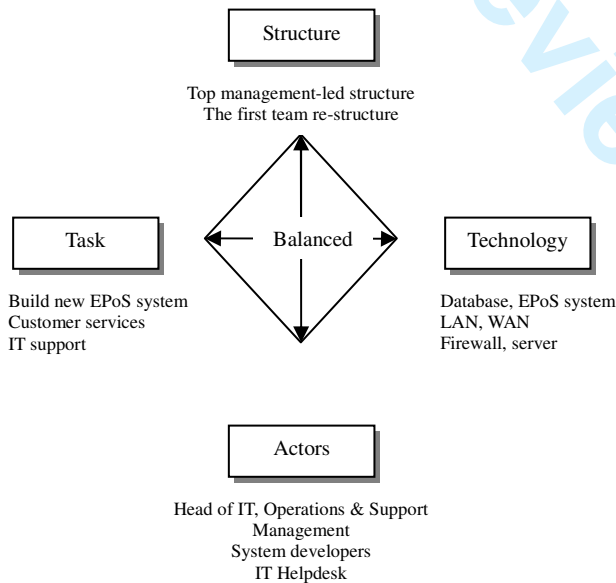 Structure
Top management-led structure
The first team re-structure
Task
Balanced
Technology
Build new EPoS system
Customer services
IT support
Database, EPoS system
LAN, WAN
Firewall, server
Actors
Head of IT, Operations & Support
Management
System developers
IT Helpdesk